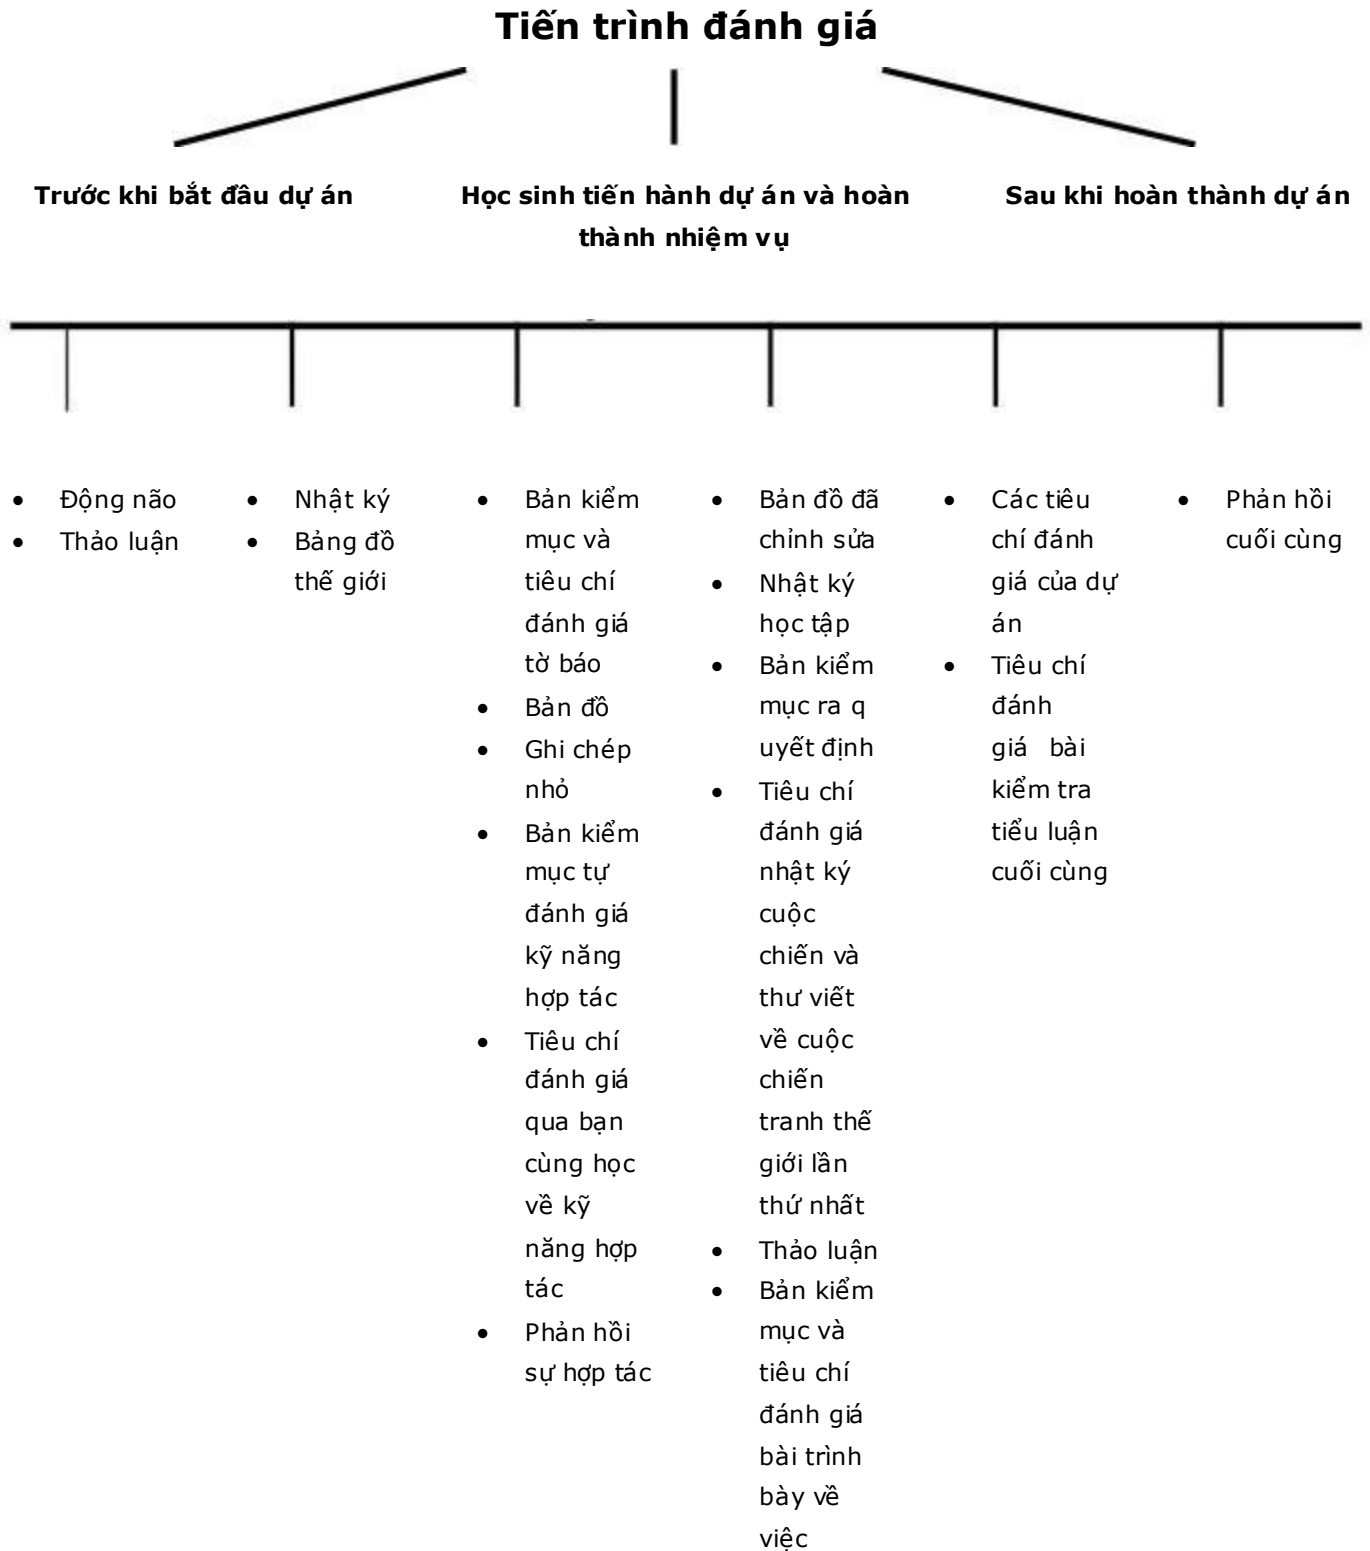 Tiến trình đánh giá
Trước khi bắt đầu dự án
Học sinh tiến hành dự án và hoàn
thành nhiệm vụ
Sau khi hoàn thành dự án
• Động não
• Thảo luận
• Nhật ký
• Bảng đồ
thế giới
• Bản kiểm
mục và
tiêu chí
đánh giá
tờ báo
• Bản đồ
• Ghi chép
nhỏ
• Bản kiểm
mục tự
đánh giá
kỹ năng
hợp tác
• Tiêu chí
đánh giá
qua bạn
cùng học
về kỹ
năng hợp
tác
• Phản hồi
sự hợp tác
• Bản đồ đã
chỉnh sửa
• Nhật ký
học tập
• Bản kiểm
mục ra q
uyết định
• Tiêu chí
đánh giá
nhật ký
cuộc
chiến và
thư viết
về cuộc
chiến
tranh thế
giới lần
thứ nhất
• Thảo luận
• Bản kiểm
mục và
tiêu chí
đánh giá
bài trình
bày về
việc
• Các tiêu
chí đánh
giá của dự
án
• Tiêu chí
đánh
giá bài
kiểm tra
tiểu luận
cuối cùng
• Phản hồi
cuối cùng